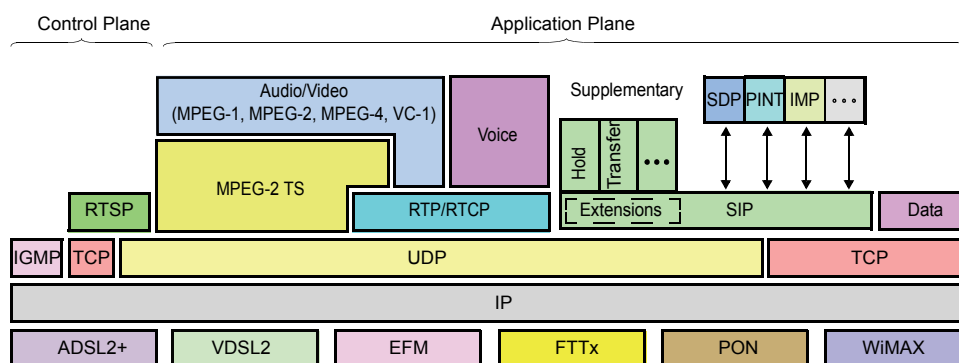 Control Plane
Application Plane
Audio/Video
(MPEG-1, MPEG-2, MPEG-4, VC-1)
Voice
Supplementary
SDP
PINT
IMP
Hold
Transfer
MPEG-2 TS
RTSP
RTP/RTCP
Extensions
SIP
Data
IGMP
TCP
UDP
TCP
IP
ADSL2+
VDSL2
EFM
FTTx
PON
WiMAX